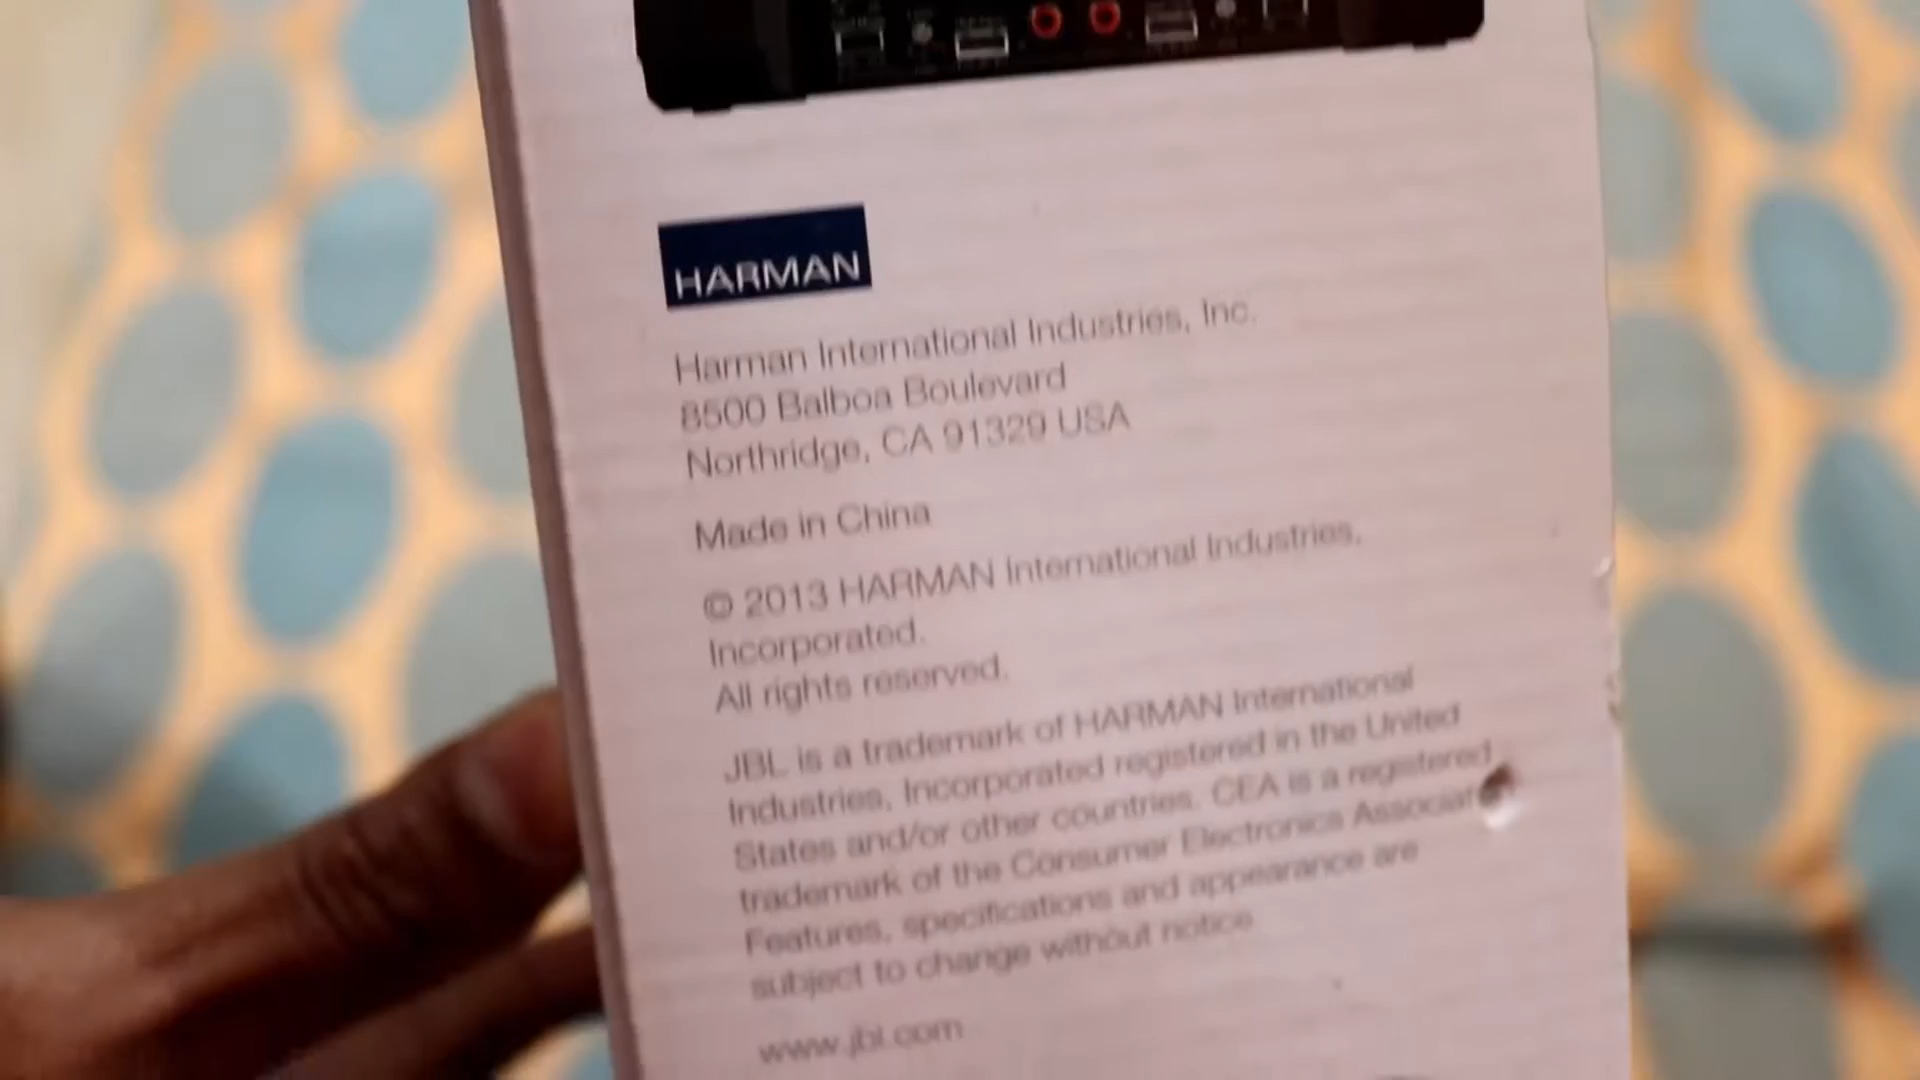 HARMAN
Harman International Industries, Inc.
8500 Balboa Boulevard
Northridge, CA 91329 USA
Made in China
© 2013 HARMAN International Industries,
Incorporated.
All rights reserved.
JBL is a trademark of HARMAN International
Industries, Incorporated registered in the United
States and/or other countries. CEA is a registered
trademark of the Consumer Electronics
Features, specifications and appearance are
subject to change without notice
www.jbl.com